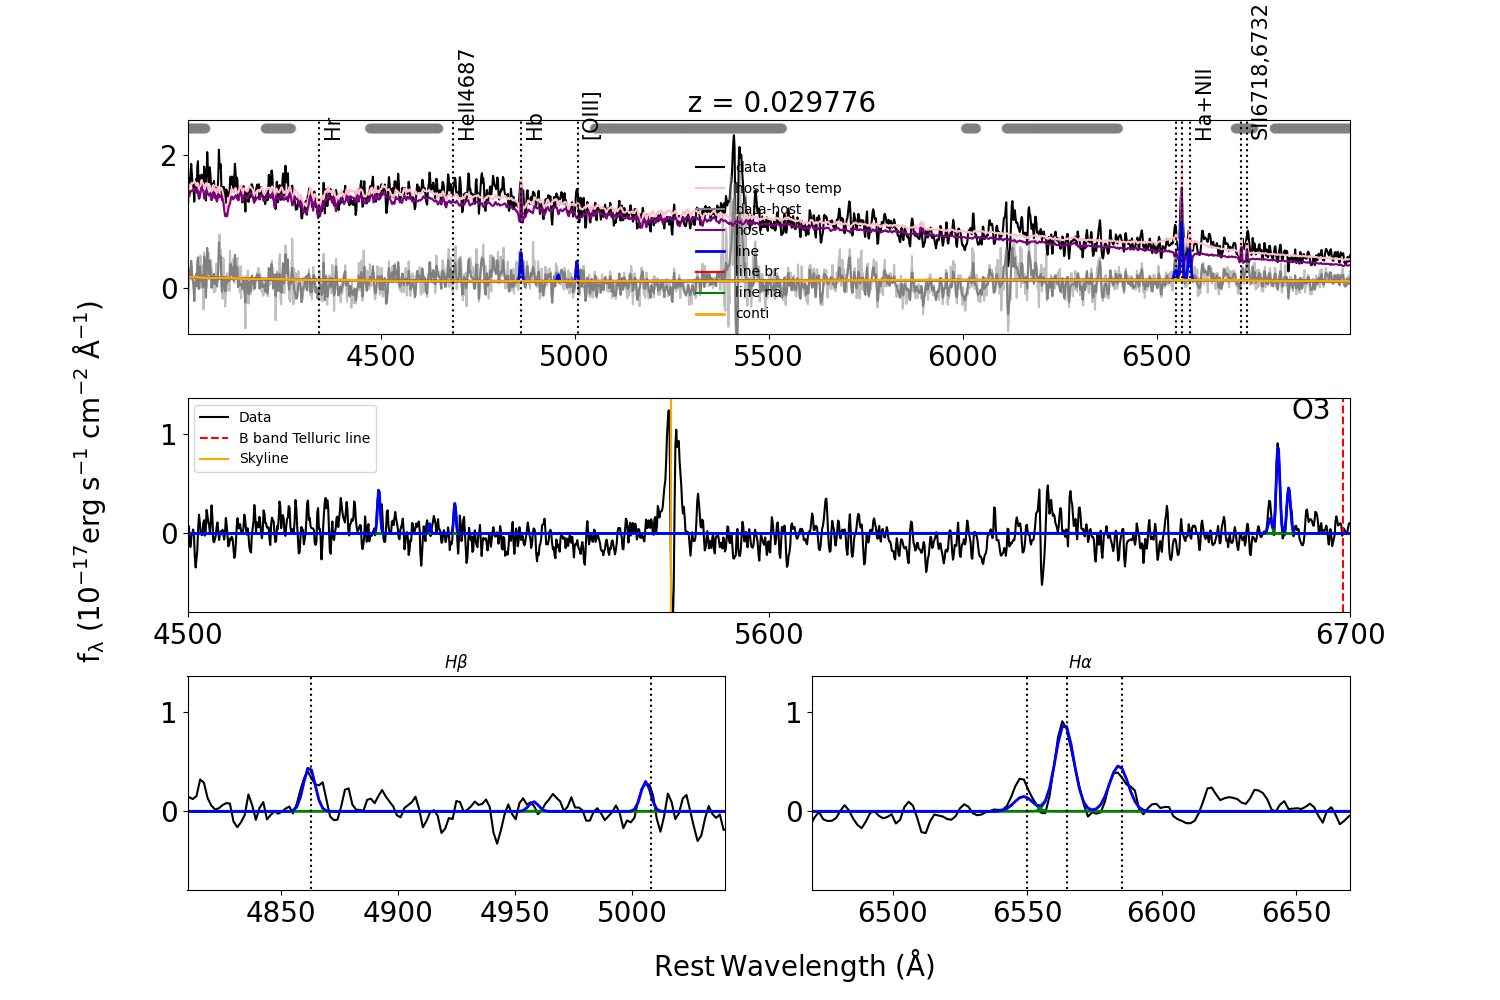 z = 0.029776
Hr
HeII4687
Hb
[OIII]
Ha+NII
SII6718,6732
data
host+qso temp
data-host
host
line
line br
line na
conti
2
0
4500 5000 5500 6000 6500
Data
B band Telluric line
Skyline
O3
1
0
4500 5600 6700
fλ (10⁻¹⁷erg s⁻¹ cm⁻² Å⁻¹)
Hβ
1
0
4850 4900 4950 5000
Hα
1
0
6500 6550 6600 6650
Rest Wavelength (Å)